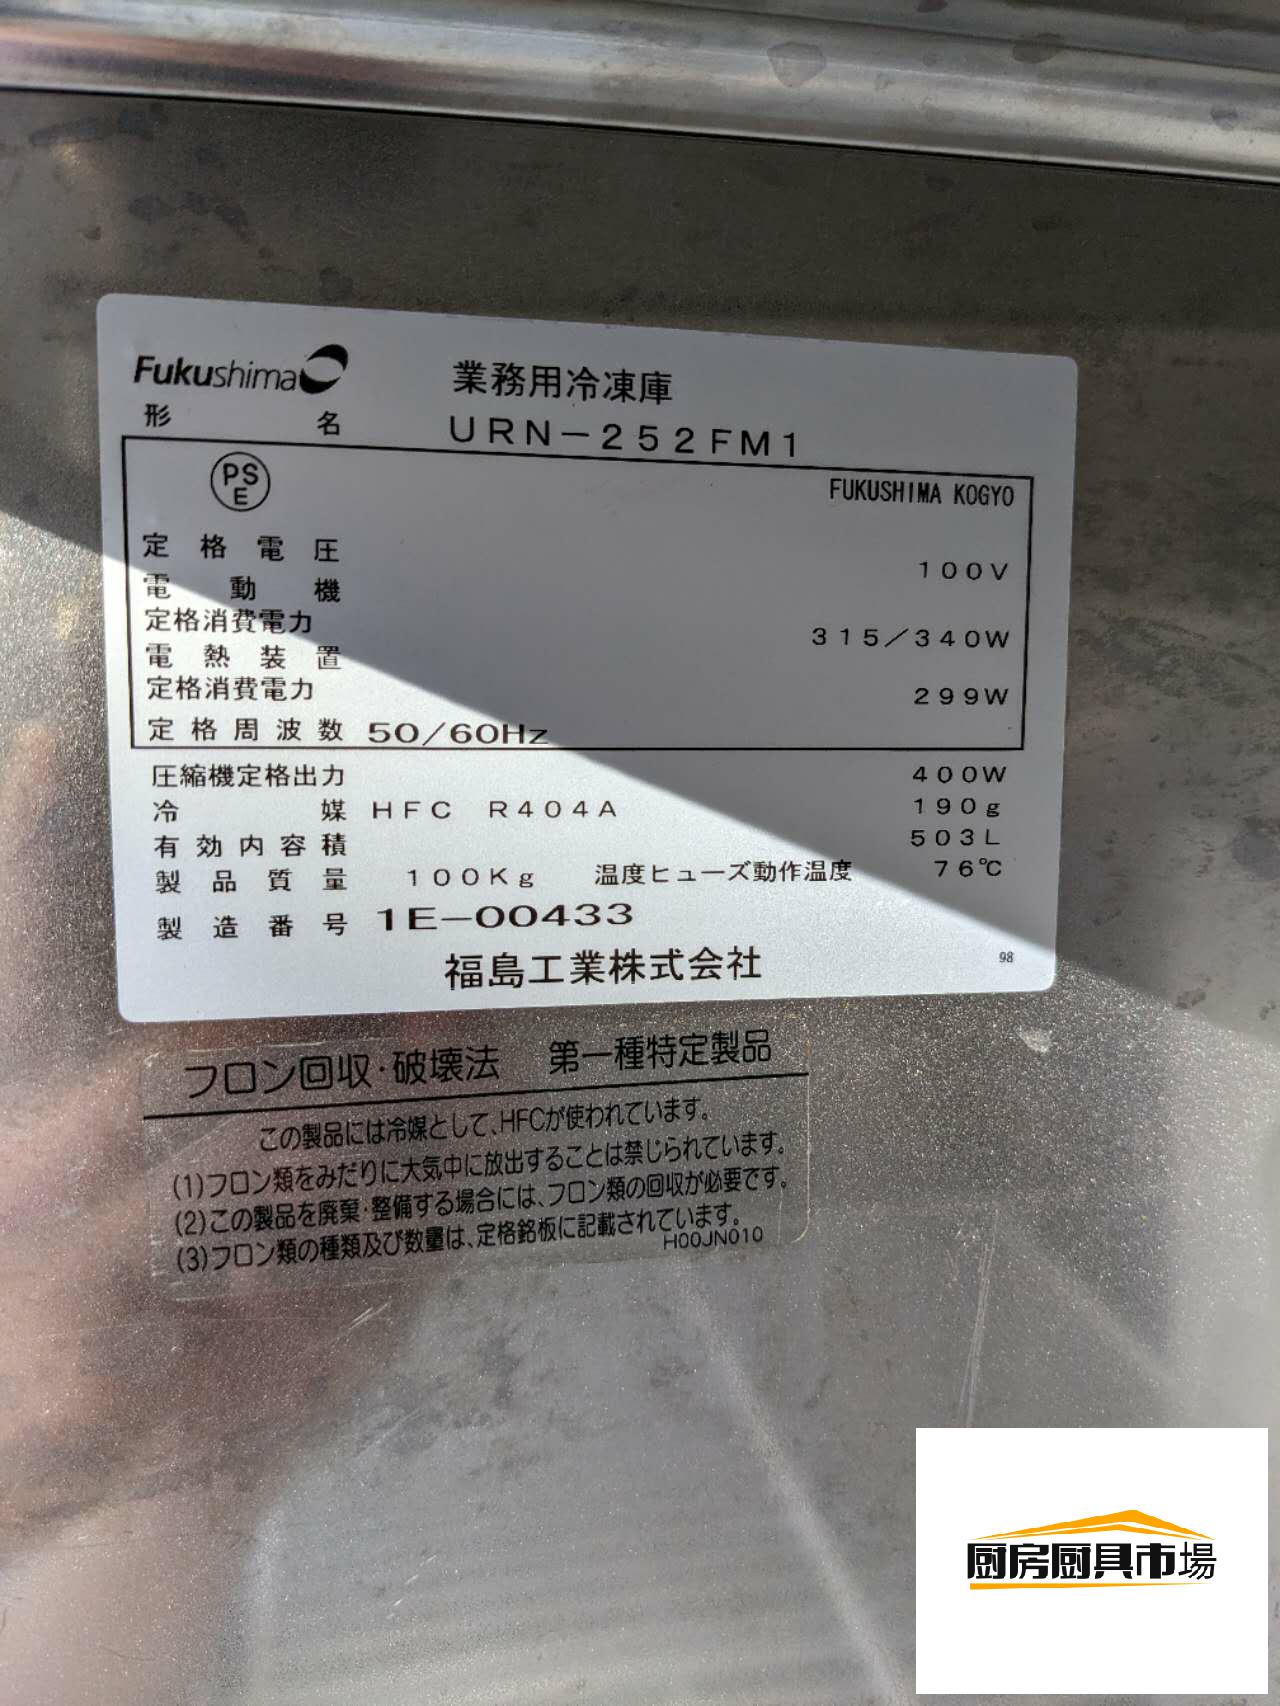 Fukushima 業務用冷凍庫
形名 URN-252FM1
PSE
FUKUSHIMA KOGYO
定格電圧 100V
電動機
定格消費電力 315/340W
電熱装置
定格消費電力 299W
定格周波数 50/60Hz
圧縮機定格出力 400W
冷媒 HFC R404A 190g
有効内容積 503L
製品質量 100Kg 温度ヒューズ動作温度 76℃
製造番号 1E-00433
福島工業株式会社 98
フロン回収・破壊法 第一種特定製品
この製品には冷媒として、HFCが使われています。
(1)フロン類をみだりに大気中に放出することは禁じられています。
(2)この製品を廃棄・整備する場合には、フロン類の回収が必要です。
(3)フロン類の種類及び数量は、定格銘板に記載されています。
H00JN010
厨房厨具市場